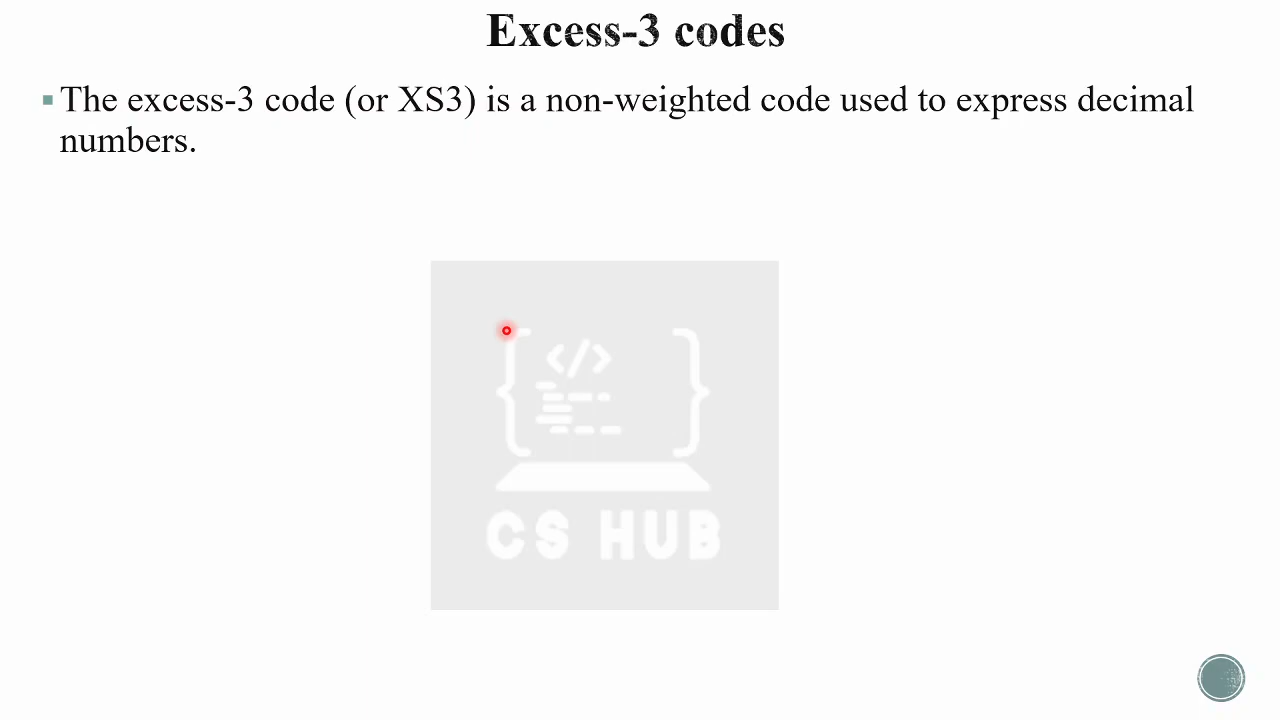 Excess-3 codes
The excess-3 code (or XS3) is a non-weighted code used to express decimal
numbers.
</>
CS HUB